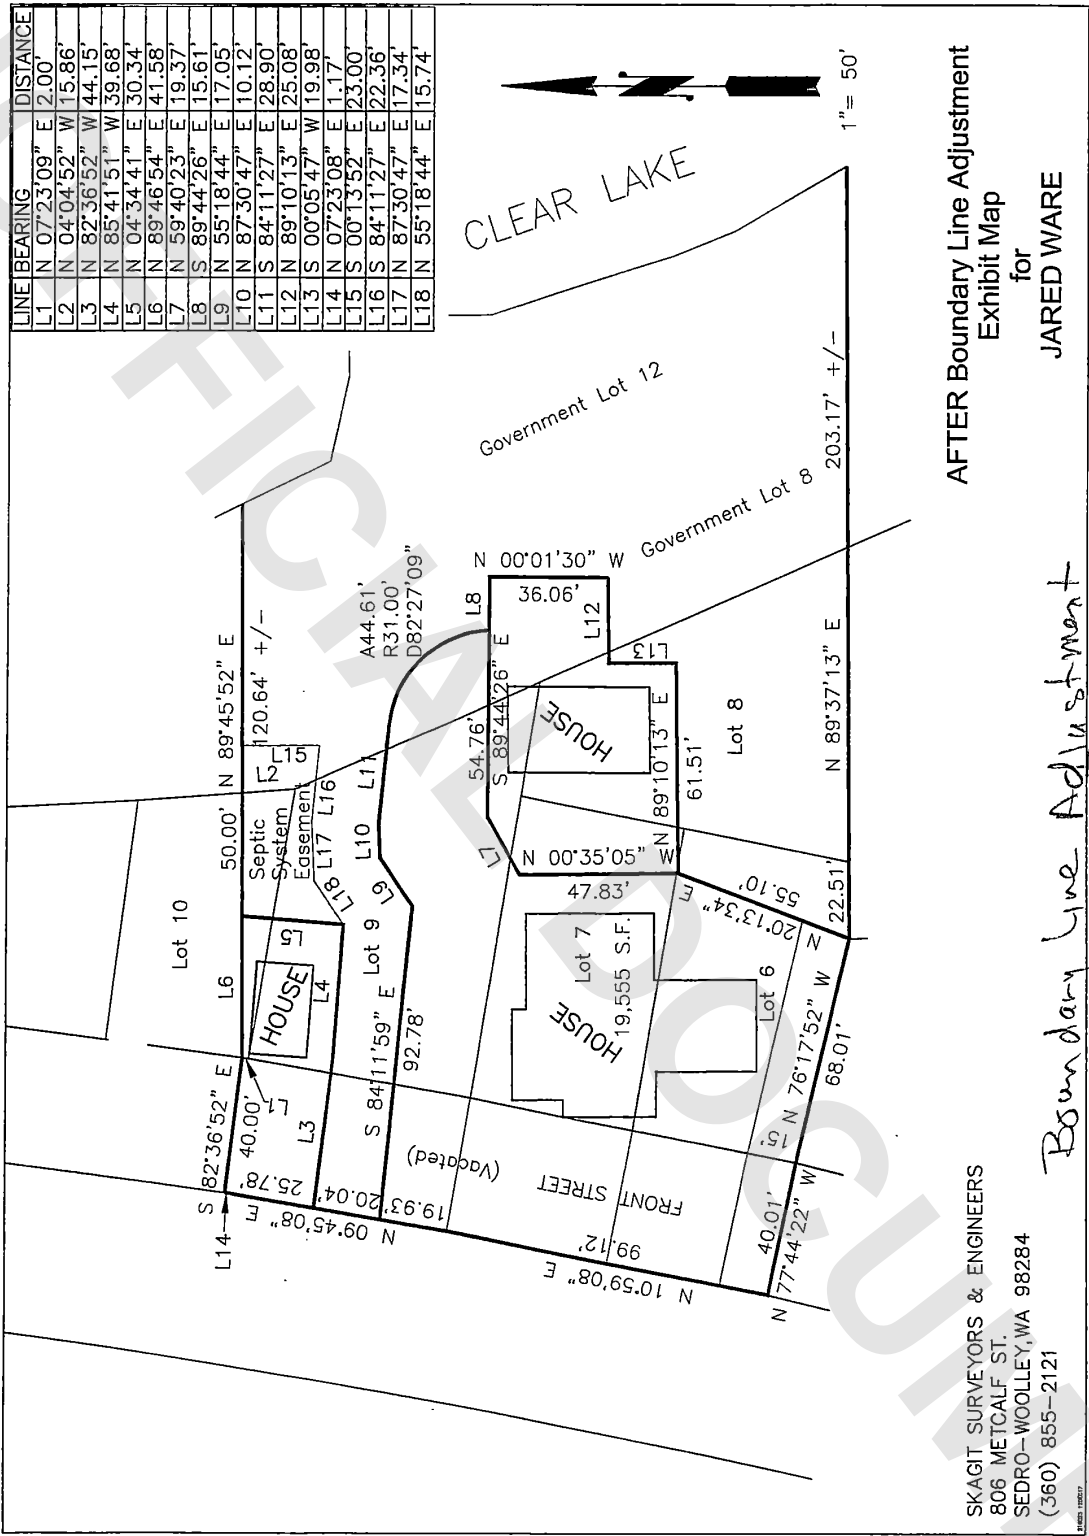 LINE BEARING DISTANCE
L1 N 07°23'09" E 2.00'
L2 N 04°04'52" W 15.86'
L3 N 82°36'52" W 44.15'
L4 N 85°41'51" W 39.68'
L5 N 04°34'41" E 30.34'
L6 N 89°46'54" E 41.58'
L7 N 59°40'23" E 19.37'
L8 S 89°44'26" E 15.61'
L9 N 55°18'44" E 17.05'
L10 N 87°30'47" E 10.12'
L11 S 84°11'27" E 28.90'
L12 N 89°10'13" E 25.08'
L13 S 00°05'47" W 19.98'
L14 N 07°23'08" E 1.17'
L15 S 00°13'52" E 23.00'
L16 S 84°11'27" E 22.36'
L17 N 87°30'47" E 17.34'
L18 N 55°18'44" E 15.74'
CLEAR LAKE
1"= 50'
Lot 10
L14
S 82°36'52" E
L6
50.00'
N 89°45'52" E
120.64' +/-
40.00'
L1
HOUSE
L5
L4
L3
25.78'
Septic
System
Easement
L2
L15
L16
L17
L18
N 09°45'08" E
20.04'
19.93'
Lot 9
L9
L10
L11
A44.61'
R31.00'
D82°27'09"
S 84°11'59" E
92.78'
(Vacated)
Government Lot 12
Government Lot 8
L7
54.76'
S 89°44'26" E
L8
N 00°01'30" W
36.06'
L12
L13
HOUSE
N 00°35'05" W
47.83'
N 89°10'13" E
61.51'
Lot 8
Lot 7
19,555 S.F.
HOUSE
FRONT STREET
99.12'
N 10°59'08" E
Lot 6
N 20°13'34" E
55.10'
22.51'
N 89°37'13" E
203.17' +/-
N 77°44'22" W
40.01'
15'
N 76°17'52" W
68.01'
AFTER Boundary Line Adjustment
Exhibit Map
for
JARED WARE
SKAGIT SURVEYORS & ENGINEERS
806 METCALF ST.
SEDRO-WOOLLEY,WA 98284
(360) 855-2121
Boundary Line Adjustment
OFFICIAL DOCUMENT